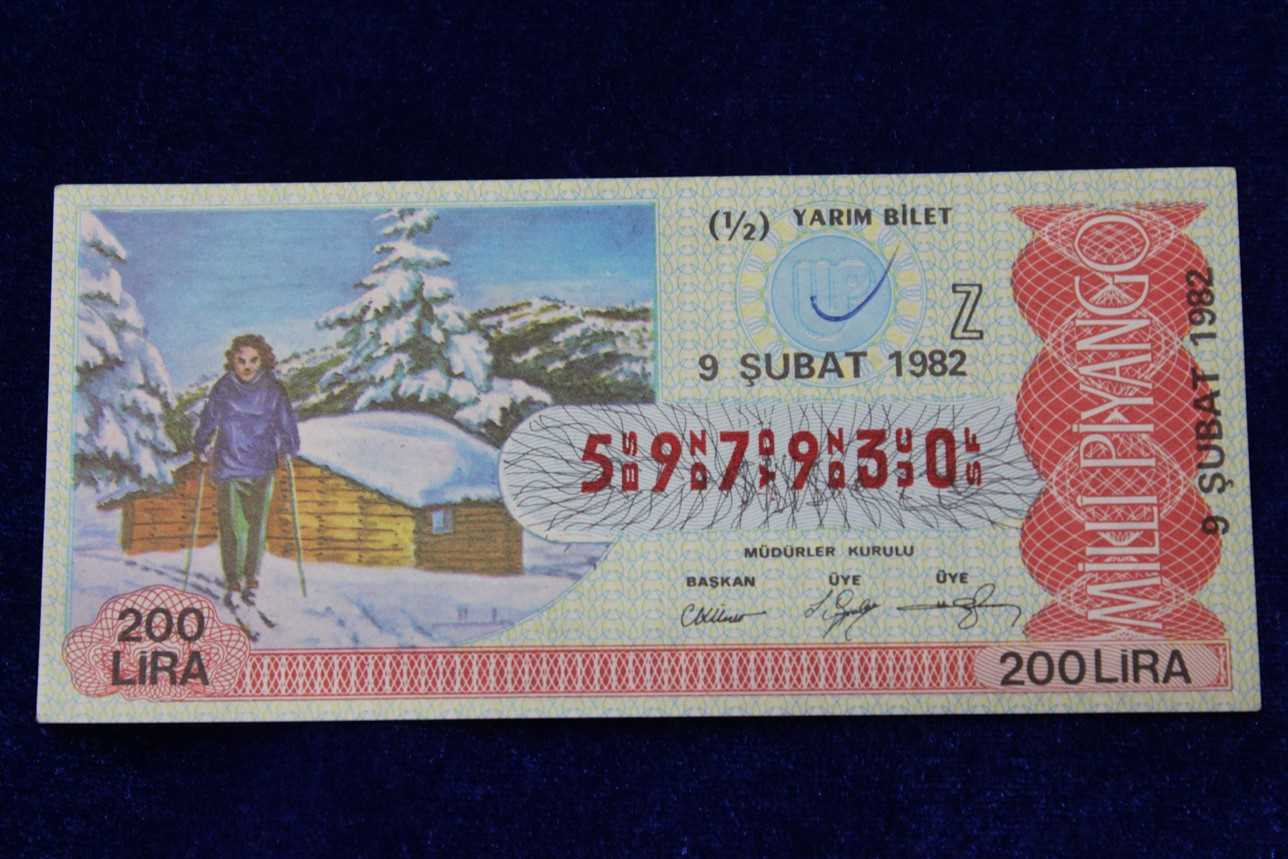 (½) YARIM BİLET
Z
9 ŞUBAT 1982
597930
MÜDÜRLER KURULU
BAŞKAN ÜYE ÜYE
200
LİRA
200 LİRA
MİLLİ PİYANGO
9 ŞUBAT 1982